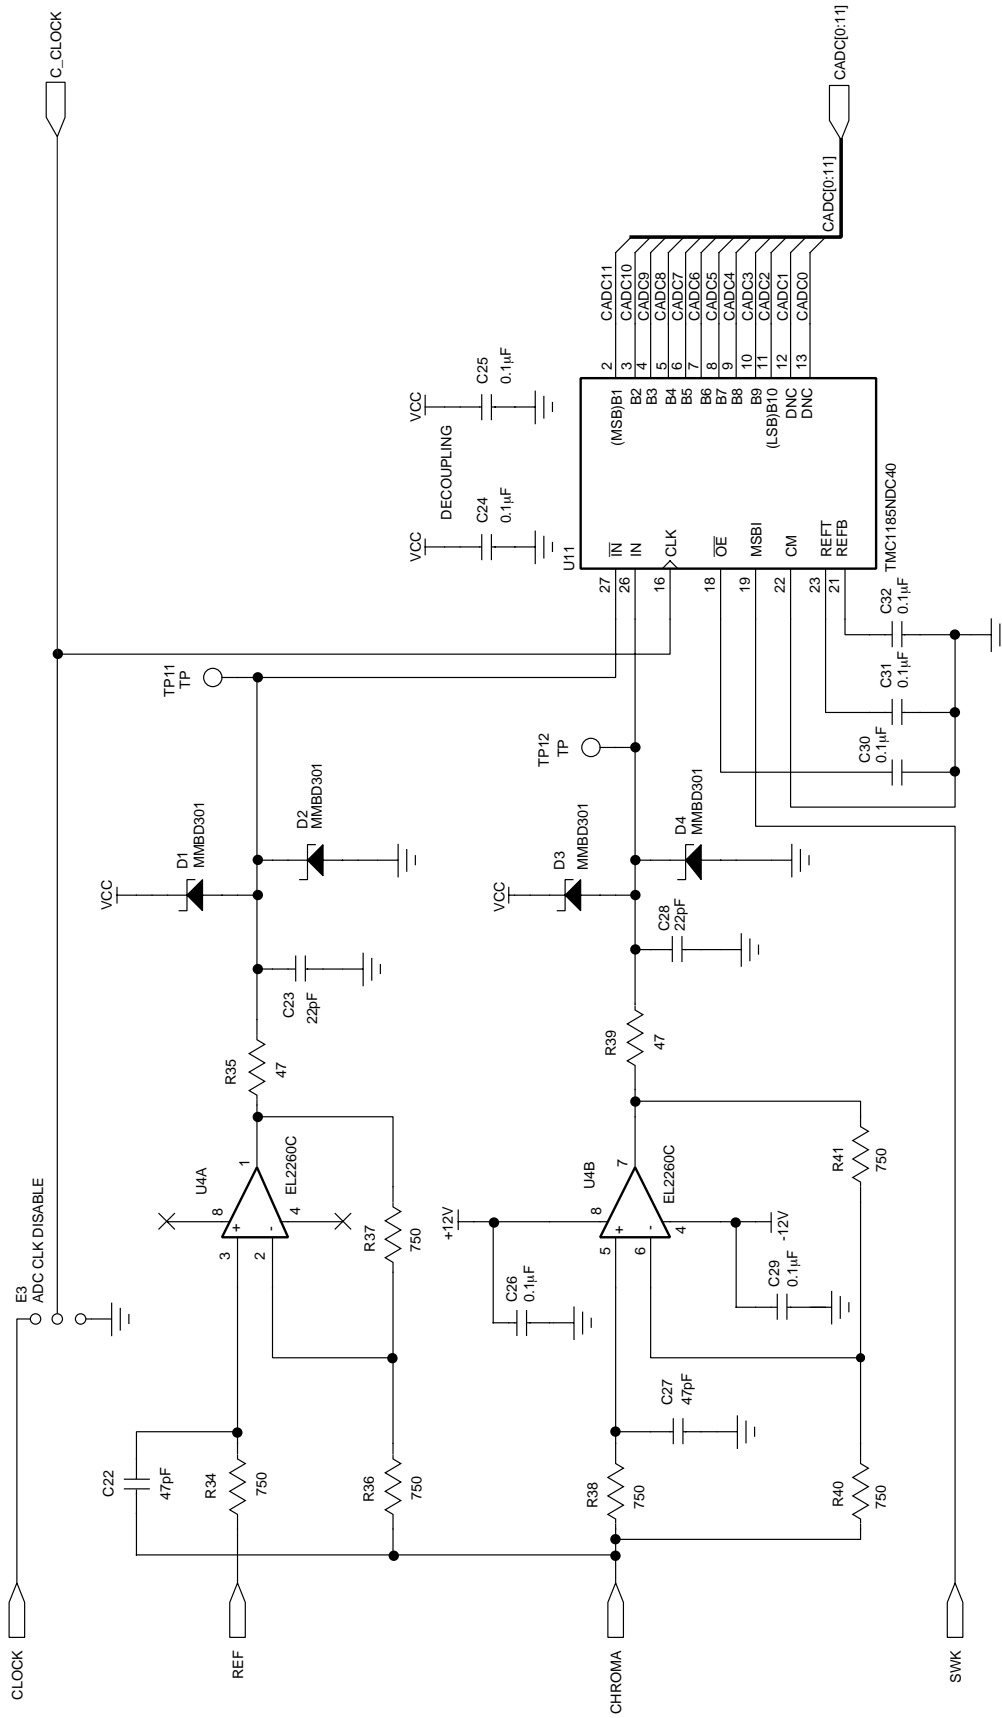 CLOCK
E3
ADC CLK DISABLE
C_CLOCK
C22
47pF
REF
R34
750
3
2
+
-
8
4
1
U4A
EL2260C
R35
47
C23
22pF
VCC
D1
MMBD301
D2
MMBD301
TP11
TP
R36
750
R37
750
VCC
C24
0.1µF
DECOUPLING
VCC
C25
0.1µF
CHROMA
R38
750
C27
47pF
C26
0.1µF
+12V
5
6
+
-
8
4
7
U4B
EL2260C
-12V
C29
0.1µF
R39
47
C28
22pF
VCC
D3
MMBD301
D4
MMBD301
TP12
TP
R40
750
R41
750
SWK
C30
0.1µF
C31
0.1µF
C32
0.1µF
U11
27
26
16
18
19
22
23
21
IN
IN
CLK
OE
MSBI
CM
REFT
REFB
(MSB)B1
B2
B3
B4
B5
B6
B7
B8
B9
(LSB)B10
DNC
DNC
TMC1185NDC40
2
3
4
5
6
7
8
9
10
11
12
13
CADC11
CADC10
CADC9
CADC8
CADC7
CADC6
CADC5
CADC4
CADC3
CADC2
CADC1
CADC0
CADC[0:11]
CADC[0:11]